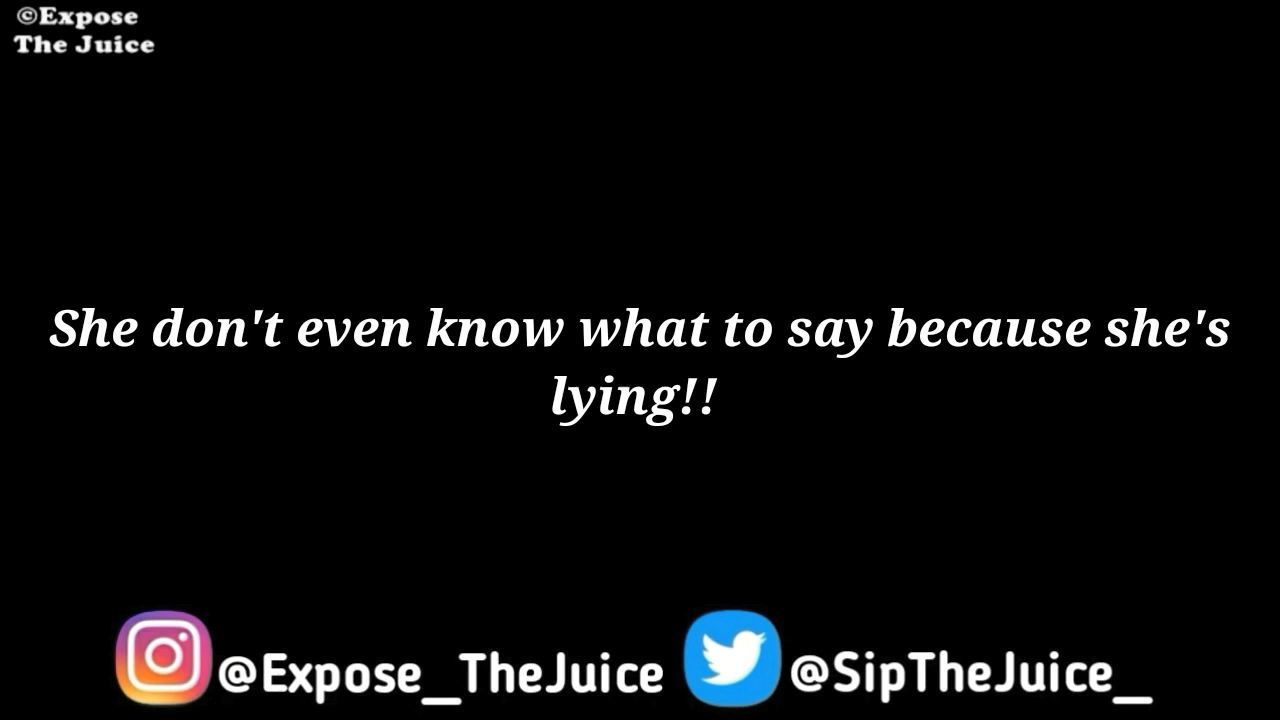 ©Expose
The Juice
She don't even know what to say because she's
lying!!
@Expose_TheJuice @SipTheJuice_